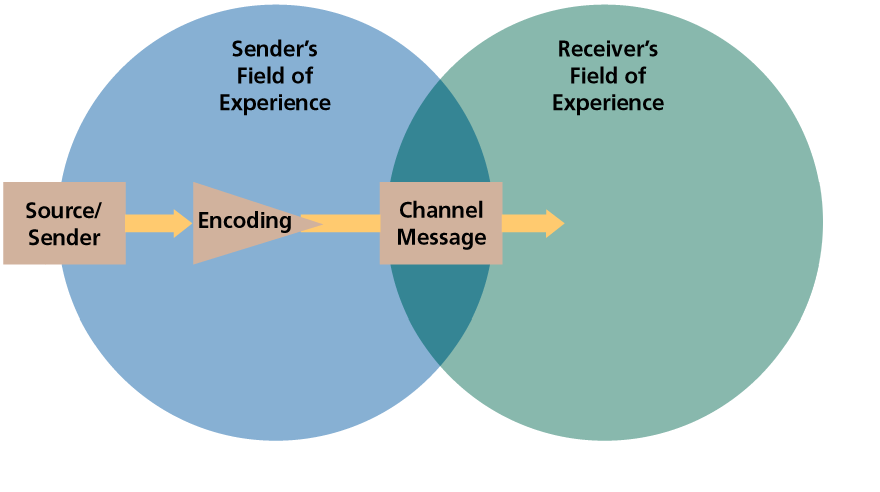 Sender’s
Field of
Experience
Receiver’s
Field of
Experience
Source/
Sender
Encoding
Channel
Message